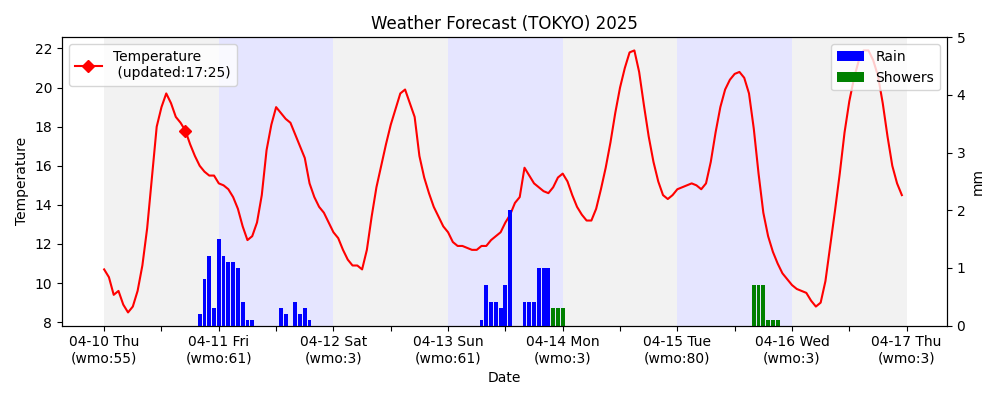 Weather Forecast (TOKYO) 2025
Temperature
(updated:17:25)
Rain
Showers
22
20
18
16
14
12
10
8
Temperature
5
4
3
2
1
0
mm
04-10 Thu
(wmo:55)
04-11 Fri
(wmo:61)
04-12 Sat
(wmo:3)
04-13 Sun
(wmo:61)
04-14 Mon
(wmo:3)
04-15 Tue
(wmo:80)
04-16 Wed
(wmo:3)
04-17 Thu
(wmo:3)
Date